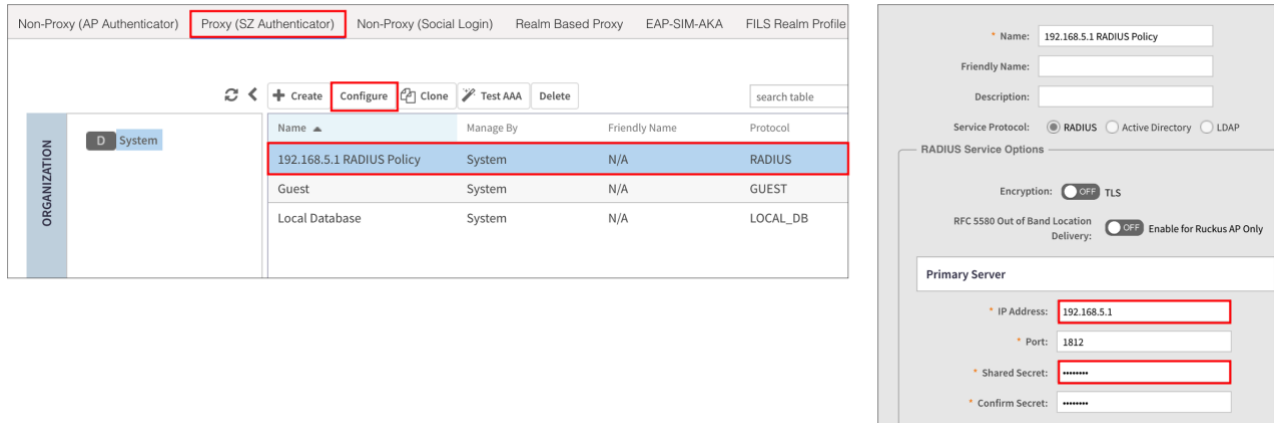 Non-Proxy (AP Authenticator) Proxy (SZ Authenticator) Non-Proxy (Social Login) Realm Based Proxy EAP-SIM-AKA FILS Realm Profile
Create Configure Clone Test AAA Delete search table
ORGANIZATION
D System
Name Manage By Friendly Name Protocol
192.168.5.1 RADIUS Policy System N/A RADIUS
Guest System N/A GUEST
Local Database System N/A LOCAL_DB
* Name: 192.168.5.1 RADIUS Policy
Friendly Name:
Description:
Service Protocol: RADIUS Active Directory LDAP
RADIUS Service Options
Encryption: OFF TLS
RFC 5580 Out of Band Location
Delivery: OFF Enable for Ruckus AP Only
Primary Server
* IP Address: 192.168.5.1
* Port: 1812
* Shared Secret: ••••••••
* Confirm Secret: ••••••••